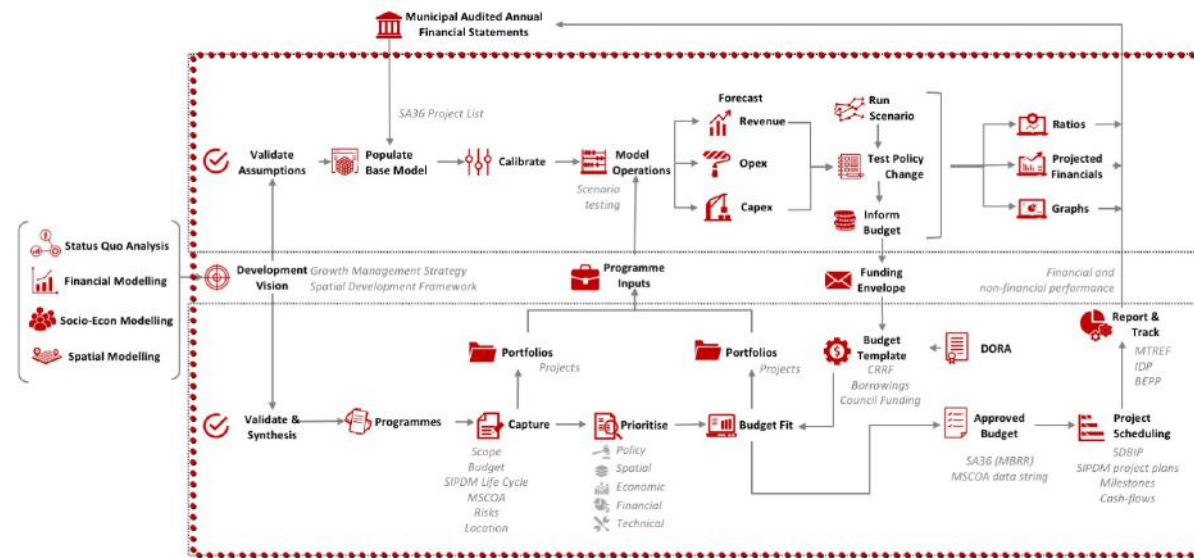 Municipal Audited Annual
Financial Statements
SA36 Project List
Validate
Assumptions
Populate
Base Model
Calibrate
Model
Operations
Scenario
testing
Forecast
Revenue
Opex
Capex
Run
Scenario
Test Policy
Change
Inform
Budget
Ratios
Projected
Financials
Graphs
Status Quo Analysis
Financial Modelling
Socio-Econ Modelling
Spatial Modelling
Development
Vision
Growth Management Strategy
Spatial Development Framework
Programme
Inputs
Funding
Envelope
Financial and
non-financial performance
Portfolios
Projects
Portfolios
Projects
Budget
Template
CRRF
Borrowings
Council Funding
DORA
Report &
Track
MTREF
IDP
BEPP
Validate &
Synthesis
Programmes
Capture
Scope
Budget
SIPDM Life Cycle
MSCOA
Risks
Location
Prioritise
Policy
Spatial
Economic
Financial
Technical
Budget Fit
Approved
Budget
SA36 (MBRR)
MSCOA data string
Project
Scheduling
SDBIP
SIPDM project plans
Milestones
Cash-flows